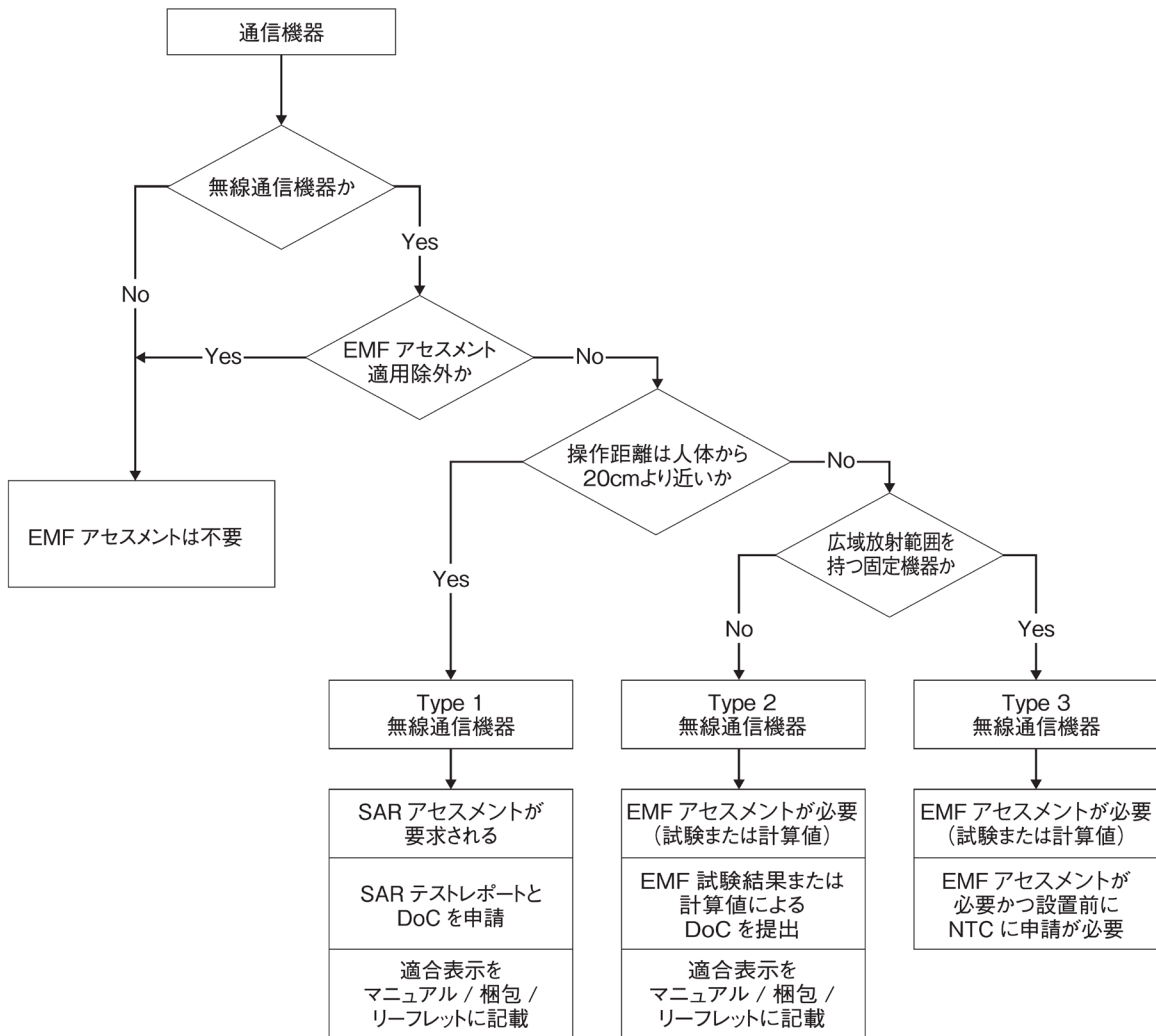 通信機器
無線通信機器か
Yes
No
EMF アセスメント
適用除外か
Yes
No
操作距離は人体から
20cmより近いか
No
EMF アセスメントは不要
広域放射範囲を
持つ固定機器か
Yes
No
Yes
Type 1
無線通信機器
Type 2
無線通信機器
Type 3
無線通信機器
SAR アセスメントが
要求される
SAR テストレポートと
DoC を申請
適合表示を
マニュアル / 梱包 /
リーフレットに記載
EMF アセスメントが必要
(試験または計算値)
EMF 試験結果または
計算値による
DoC を提出
適合表示を
マニュアル / 梱包 /
リーフレットに記載
EMF アセスメントが必要
(試験または計算値)
EMF アセスメントが
必要かつ設置前に
NTC に申請が必要